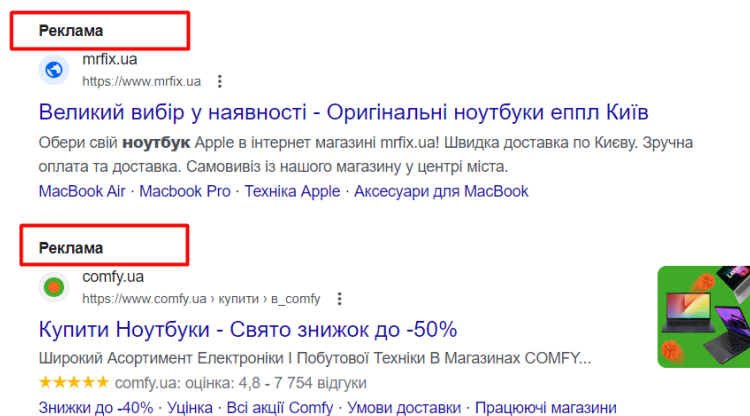 Реклама
mrfix.ua
https://www.mrfix.ua
Великий вибір у наявності - Оригінальні ноутбуки еппл Київ
Обери свій ноутбук Apple в інтернет магазині mrfix.ua! Швидка доставка по Києву. Зручна
оплата та доставка. Самовивіз із нашого магазину у центрі міста.
MacBook Air · Macbook Pro · Техніка Apple · Аксесуари для MacBook
Реклама
comfy.ua
https://www.comfy.ua › купити › в_comfy
Купити Ноутбуки - Свято знижок до -50%
Широкий Асортимент Електроніки І Побутової Техніки В Магазинах COMFY...
comfy.ua: оцінка: 4,8 - 7 754 відгуки
Знижки до -40% · Уцінка · Всі акції Comfy · Умови доставки · Працюючі магазини